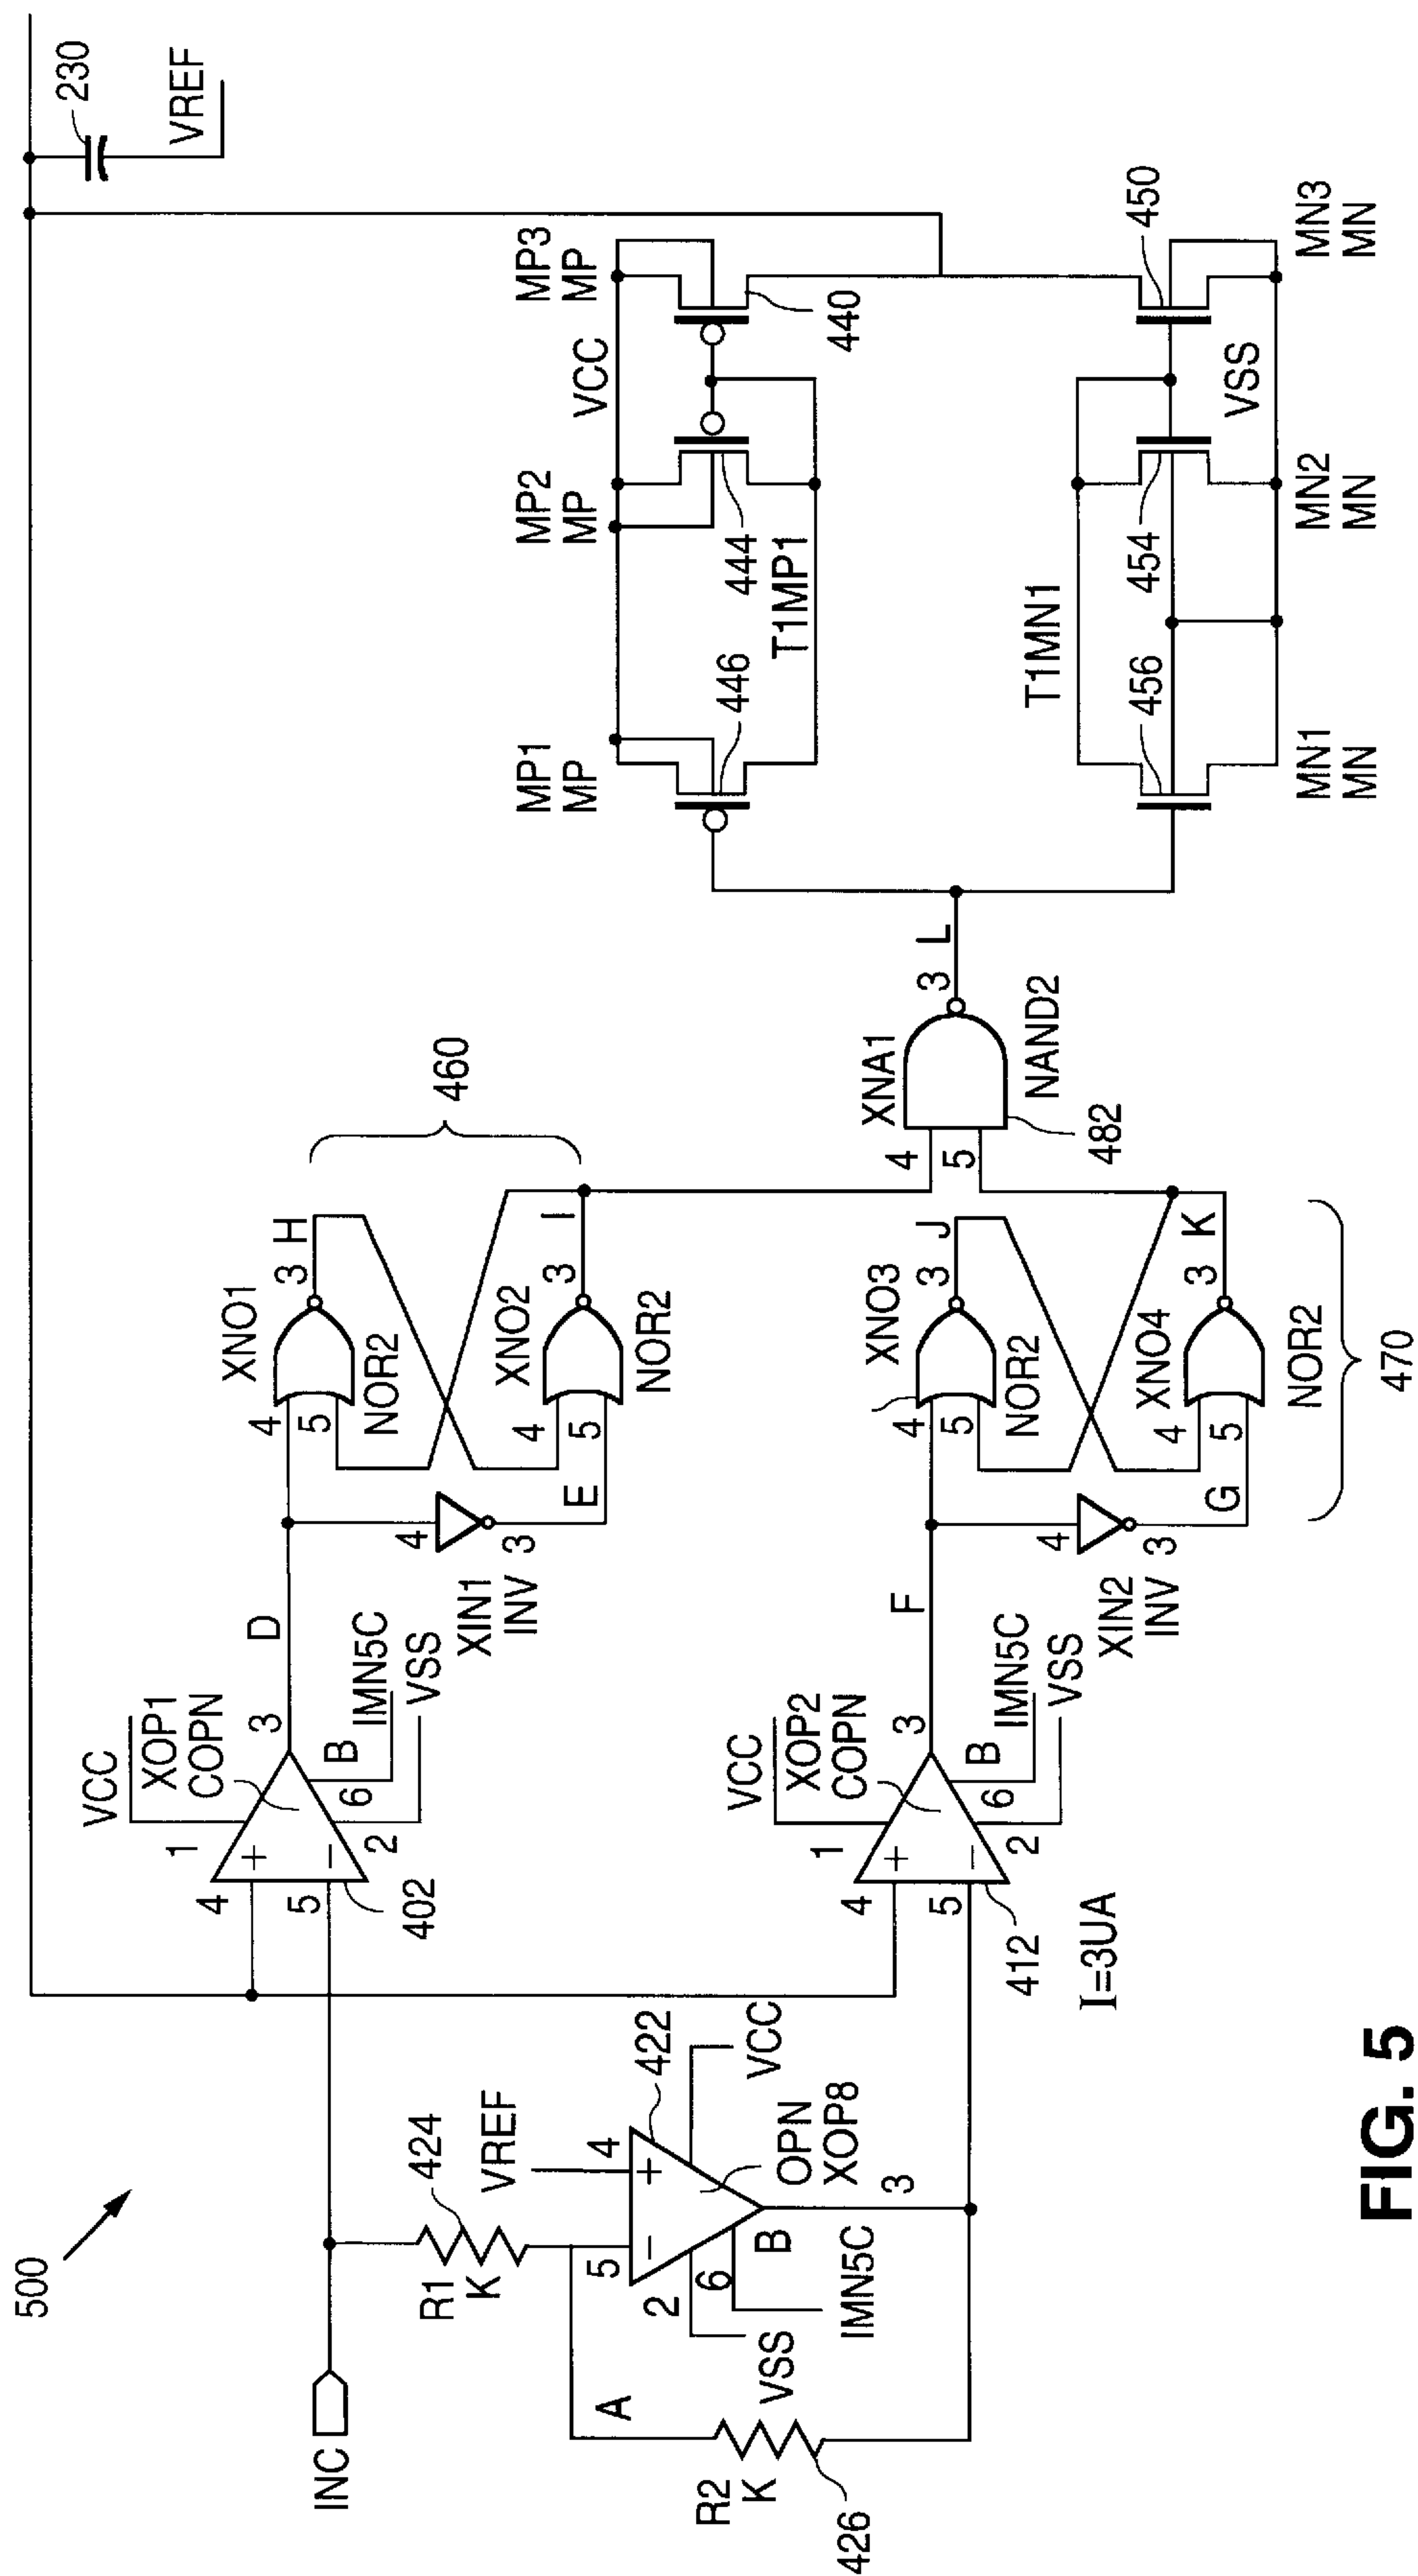 500
INC
R1
K
424
VREF
422
4
5
+
−
2
6
B
VCC
VSS
IMN5C
OPN
XOP8
3
A
R2
K
426
VCC
1
XOP1
COPN
4
5
+
−
3
B
6
2
IMN5C
VSS
402
D
VCC
1
XOP2
COPN
4
5
+
−
3
B
6
2
IMN5C
VSS
412
I=3UA
F
4
3
XIN1
INV
E
XNO1
4
5
3
NOR2
H
XNO2
4
5
3
NOR2
I
460
4
3
XIN2
INV
G
XNO3
4
5
3
NOR2
J
XNO4
4
5
3
NOR2
K
470
XNA1
4
5
3
NAND2
482
L
MP1
MP
446
MP2
MP
444
T1MP1
VCC
MP3
MP
440
T1MN1
456
MN1
MN
454
MN2
MN
VSS
450
MN3
MN
230
VREF
FIG. 5